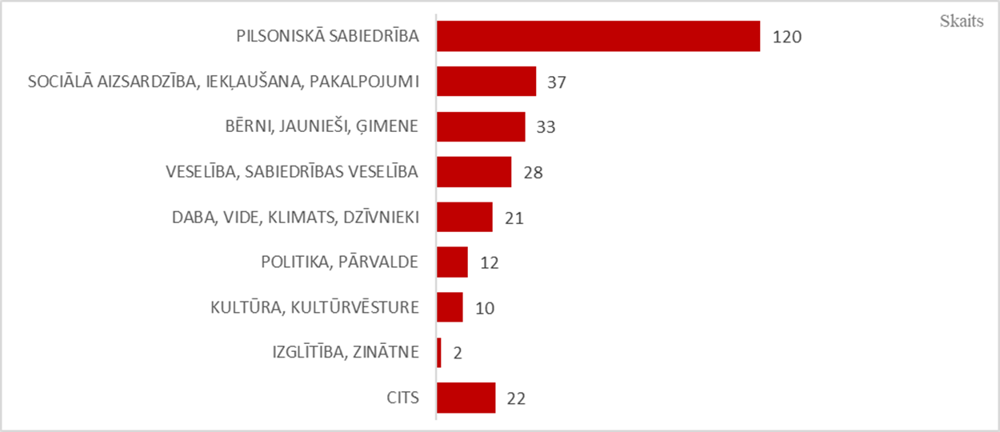 Skaits
PILSONISKĀ SABIEDRĪBA 120
SOCIĀLĀ AIZSARDZĪBA, IEKĻAUŠANA, PAKALPOJUMI 37
BĒRNI, JAUNIEŠI, ĢIMENE 33
VESELĪBA, SABIEDRĪBAS VESELĪBA 28
DABA, VIDE, KLIMATS, DZĪVNIEKI 21
POLITIKA, PĀRVALDE 12
KULTŪRA, KULTŪRVĒSTURE 10
IZGLĪTĪBA, ZINĀTNE 2
CITS 22